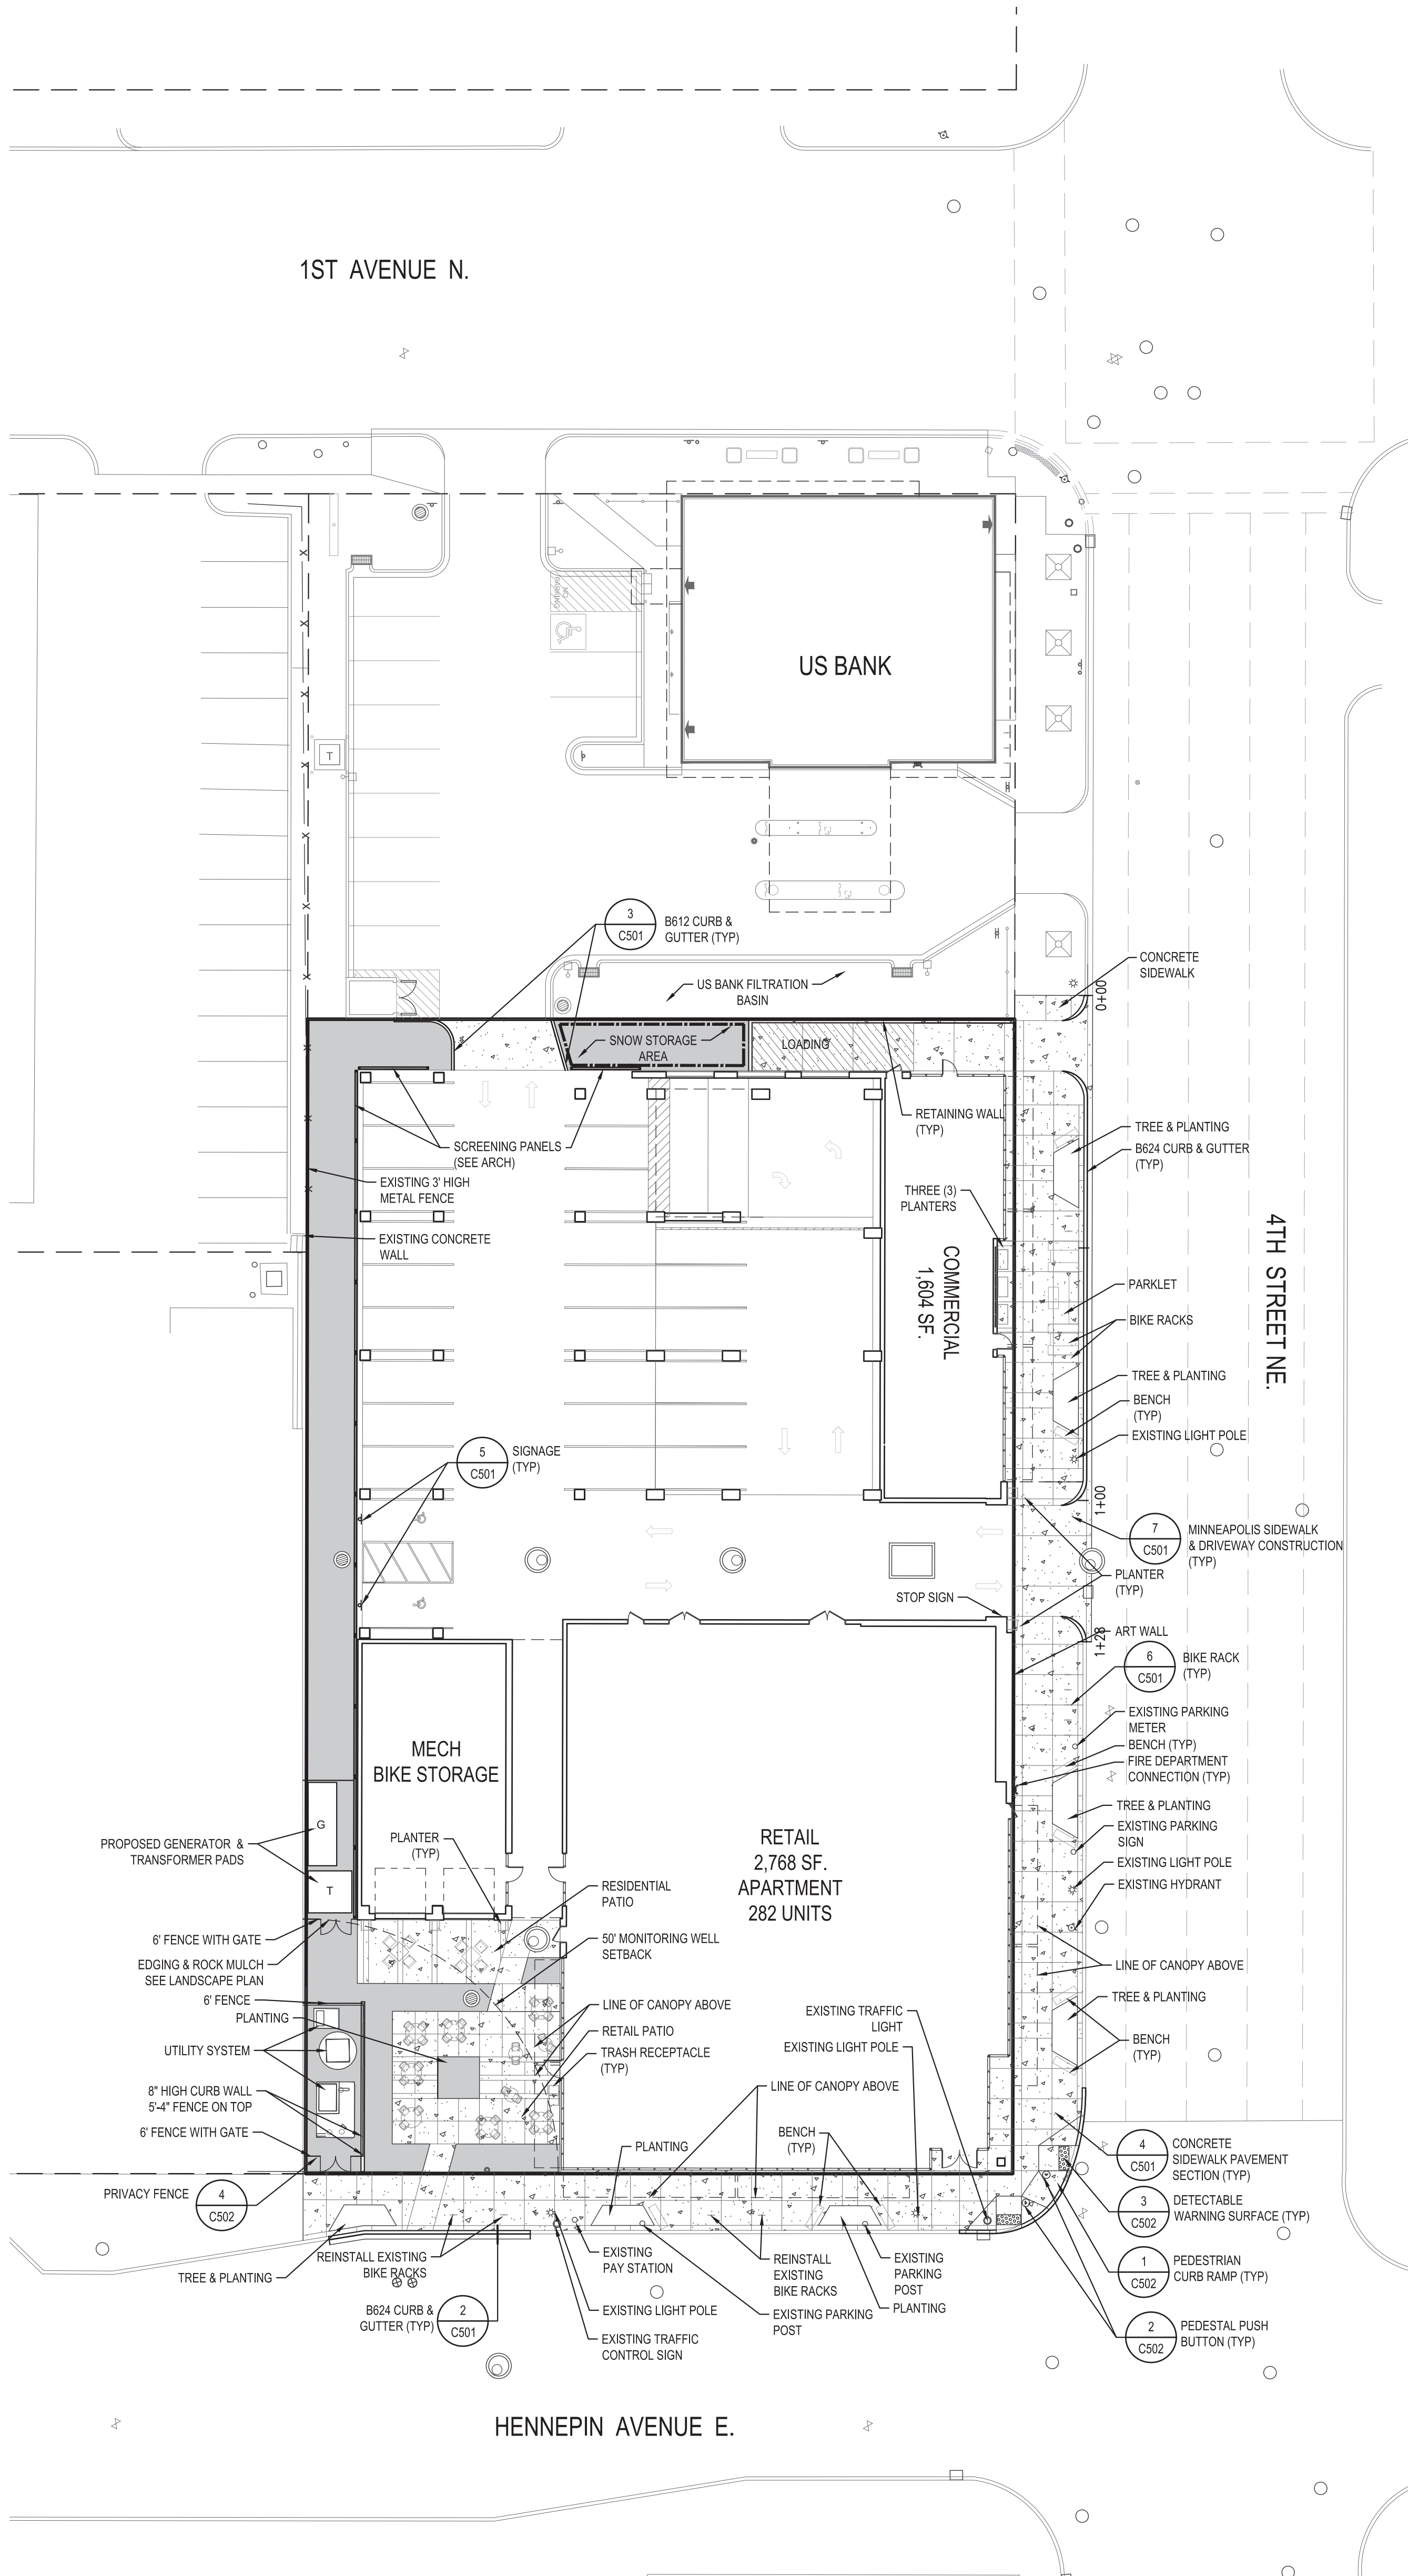 1ST AVENUE N.
NO
PARKING
US BANK
T
3
C501
B612 CURB &
GUTTER (TYP)
CONCRETE
SIDEWALK
US BANK FILTRATION
BASIN
0+00
SNOW STORAGE
AREA
LOADING
RETAINING WALL
(TYP)
TREE & PLANTING
SCREENING PANELS
(SEE ARCH)
B624 CURB & GUTTER
(TYP)
EXISTING 3' HIGH
METAL FENCE
THREE (3)
PLANTERS
EXISTING CONCRETE
WALL
COMMERCIAL
1,604 SF.
4TH STREET NE.
PARKLET
BIKE RACKS
TREE & PLANTING
BENCH
(TYP)
EXISTING LIGHT POLE
5
C501
SIGNAGE
(TYP)
1+00
7
C501
MINNEAPOLIS SIDEWALK
& DRIVEWAY CONSTRUCTION
(TYP)
PLANTER
(TYP)
STOP SIGN
ART WALL
1+28
6
C501
BIKE RACK
(TYP)
EXISTING PARKING
METER
BENCH (TYP)
FIRE DEPARTMENT
CONNECTION (TYP)
MECH
BIKE STORAGE
TREE & PLANTING
G
EXISTING PARKING
SIGN
PROPOSED GENERATOR &
TRANSFORMER PADS
PLANTER
(TYP)
RETAIL
2,768 SF.
APARTMENT
282 UNITS
EXISTING LIGHT POLE
EXISTING HYDRANT
T
RESIDENTIAL
PATIO
6' FENCE WITH GATE
50' MONITORING WELL
SETBACK
EDGING & ROCK MULCH
SEE LANDSCAPE PLAN
LINE OF CANOPY ABOVE
6' FENCE
TREE & PLANTING
PLANTING
LINE OF CANOPY ABOVE
EXISTING TRAFFIC
LIGHT
RETAIL PATIO
EXISTING LIGHT POLE
BENCH
(TYP)
UTILITY SYSTEM
TRASH RECEPTACLE
(TYP)
LINE OF CANOPY ABOVE
8" HIGH CURB WALL
5'-4" FENCE ON TOP
6' FENCE WITH GATE
BENCH
(TYP)
PLANTING
4
C501
CONCRETE
SIDEWALK PAVEMENT
SECTION (TYP)
PRIVACY FENCE
4
C502
3
C502
DETECTABLE
WARNING SURFACE (TYP)
REINSTALL EXISTING
BIKE RACKS
EXISTING
PAY STATION
REINSTALL
EXISTING
BIKE RACKS
EXISTING
PARKING
POST
1
C502
PEDESTRIAN
CURB RAMP (TYP)
TREE & PLANTING
PLANTING
B624 CURB &
GUTTER (TYP)
2
C501
EXISTING LIGHT POLE
EXISTING PARKING
POST
2
C502
PEDESTAL PUSH
BUTTON (TYP)
EXISTING TRAFFIC
CONTROL SIGN
HENNEPIN AVENUE E.